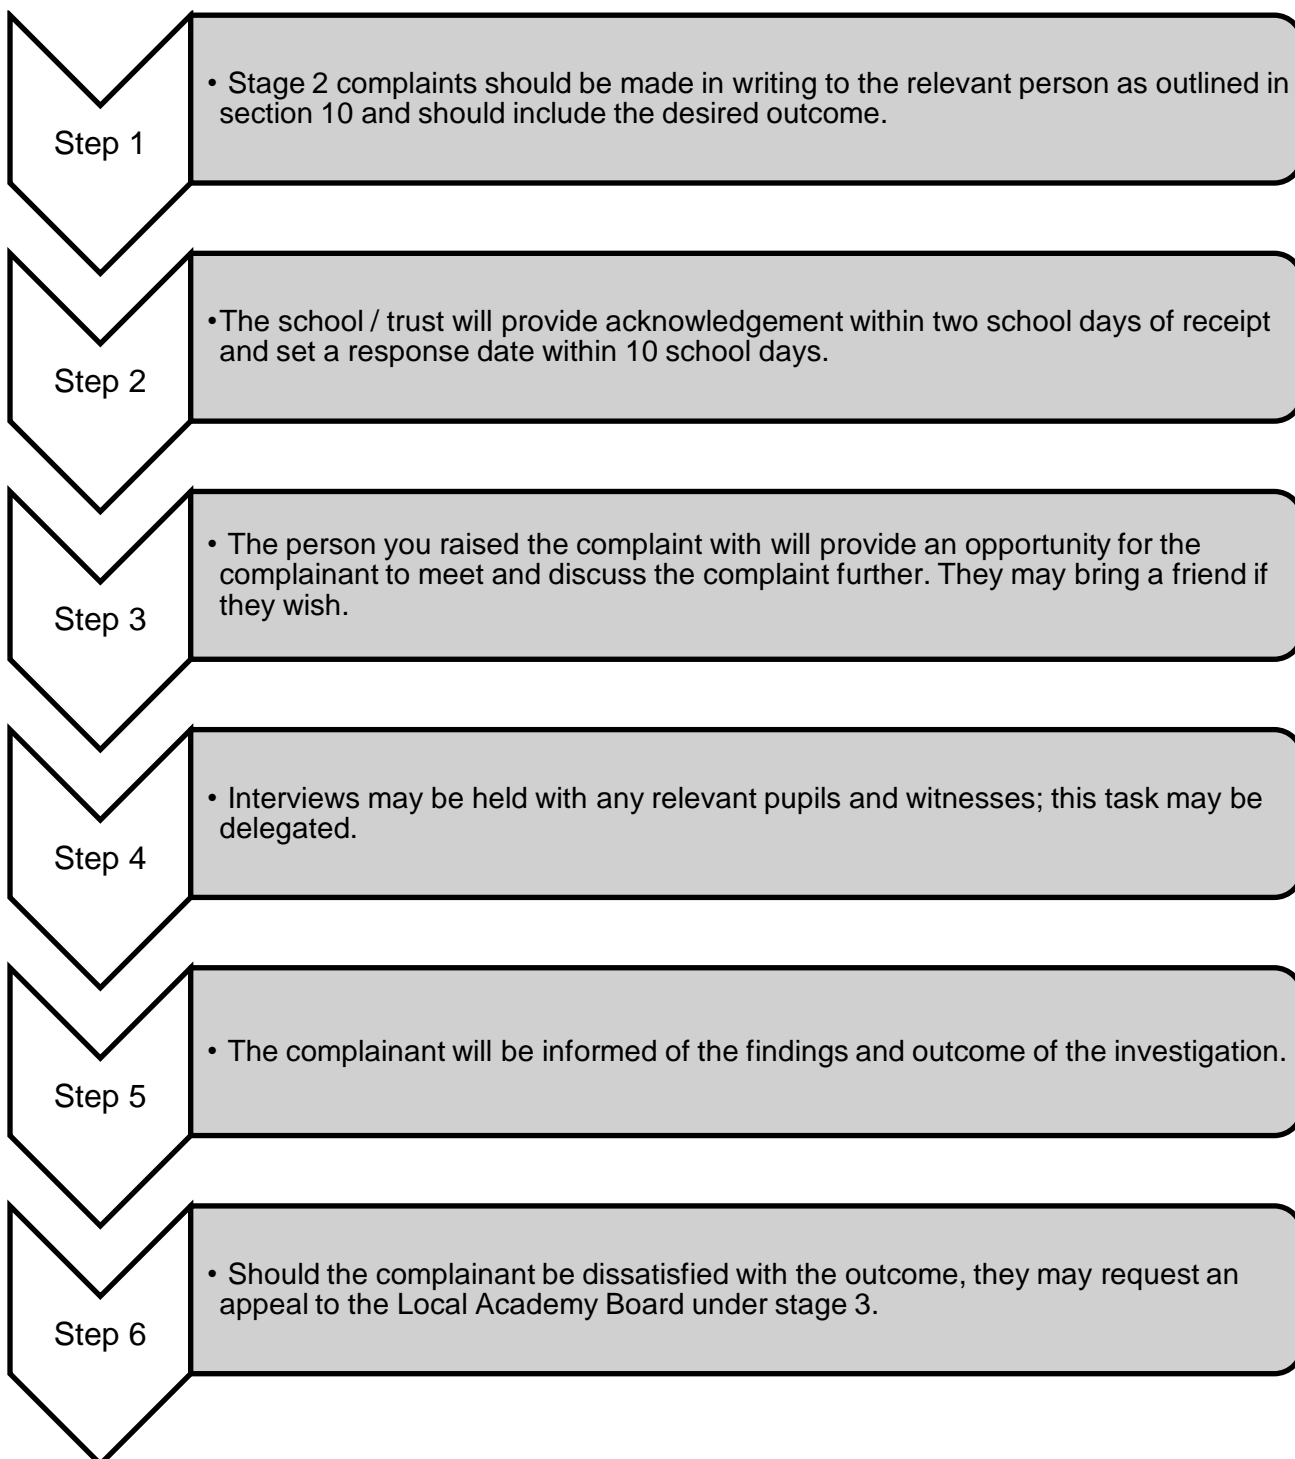 Step 1
• Stage 2 complaints should be made in writing to the relevant person as outlined in
section 10 and should include the desired outcome.
Step 2
•The school / trust will provide acknowledgement within two school days of receipt
and set a response date within 10 school days.
Step 3
• The person you raised the complaint with will provide an opportunity for the
complainant to meet and discuss the complaint further. They may bring a friend if
they wish.
Step 4
• Interviews may be held with any relevant pupils and witnesses; this task may be
delegated.
Step 5
• The complainant will be informed of the findings and outcome of the investigation.
Step 6
• Should the complainant be dissatisfied with the outcome, they may request an
appeal to the Local Academy Board under stage 3.